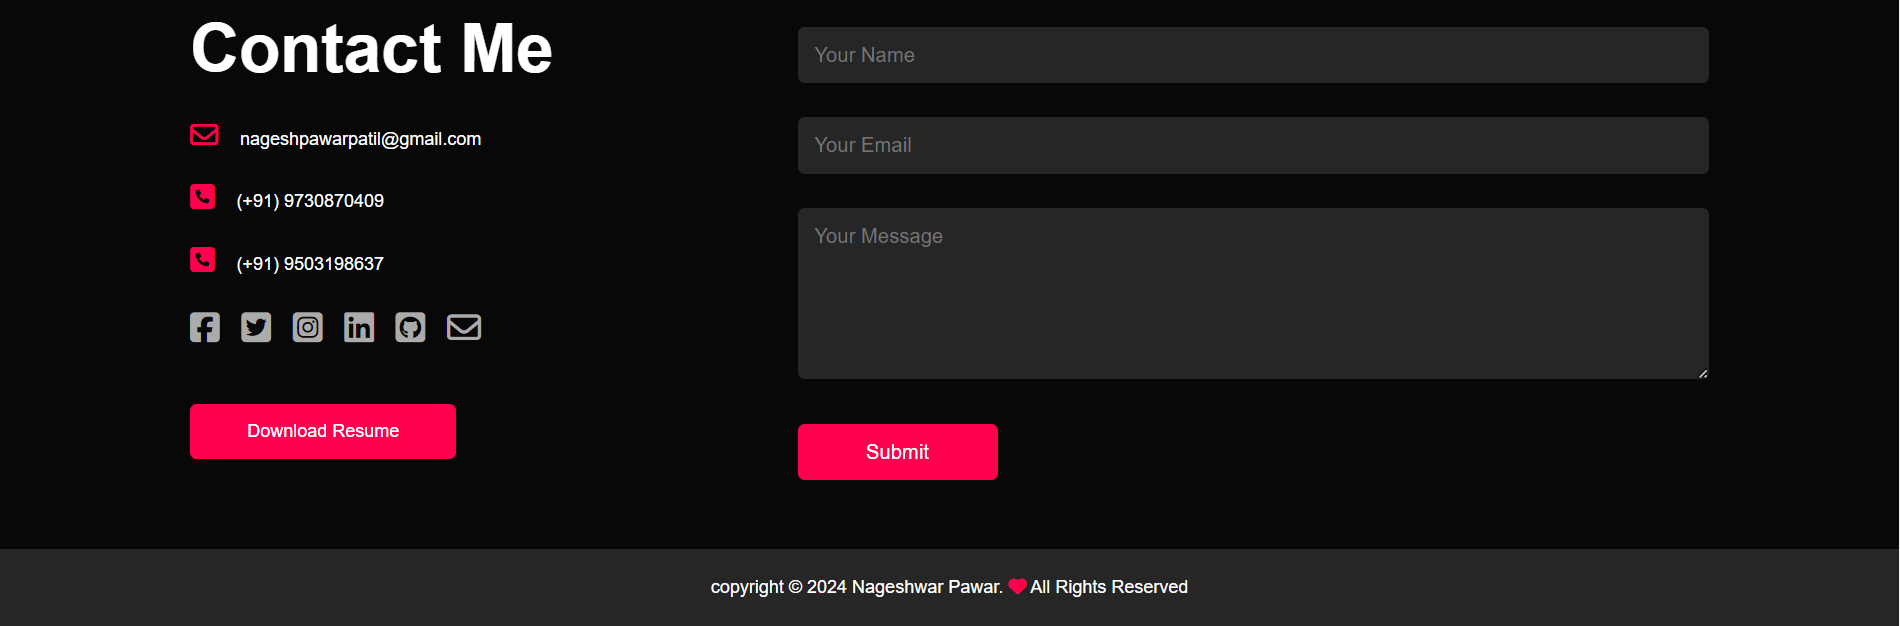 Contact Me
nageshpawarpatil@gmail.com
(+91) 9730870409
(+91) 9503198637
Download Resume
Your Name
Your Email
Your Message
Submit
copyright © 2024 Nageshwar Pawar. All Rights Reserved